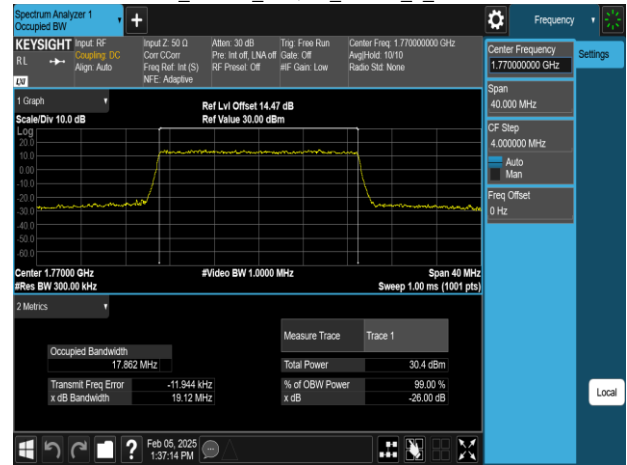 Spectrum Analyzer 1
Occupied BW
Frequency
KEYSIGHT
RL
LXI
Input: RF
Coupling: DC
Align: Auto
Input Z: 50 Ω
Corr CCorr
Freq Ref: Int (S)
NFE: Adaptive
Atten: 30 dB
Pre: Int off, LNA off
RF Presel: Off
Trig: Free Run
Gate: Off
#IF Gain: Low
Center Freq: 1.770000000 GHz
Avg|Hold: 10/10
Radio Std: None
Center Frequency
1.770000000 GHz
Settings
Span
40.000 MHz
CF Step
4.000000 MHz
Auto
Man
Freq Offset
0 Hz
Local
1 Graph
Scale/Div 10.0 dB
Ref Lvl Offset 14.47 dB
Ref Value 30.00 dBm
Log
20.0
10.0
0.00
-10.0
-20.0
-30.0
-40.0
-50.0
-60.0
Center 1.77000 GHz
#Video BW 1.0000 MHz
Span 40 MHz
#Res BW 300.00 kHz
Sweep 1.00 ms (1001 pts)
2 Metrics
Measure Trace Trace 1
Occupied Bandwidth
17.862 MHz
Total Power 30.4 dBm
Transmit Freq Error -11.944 kHz
% of OBW Power 99.00 %
x dB Bandwidth 19.12 MHz
x dB -26.00 dB
?
Feb 05, 2025
1:37:14 PM